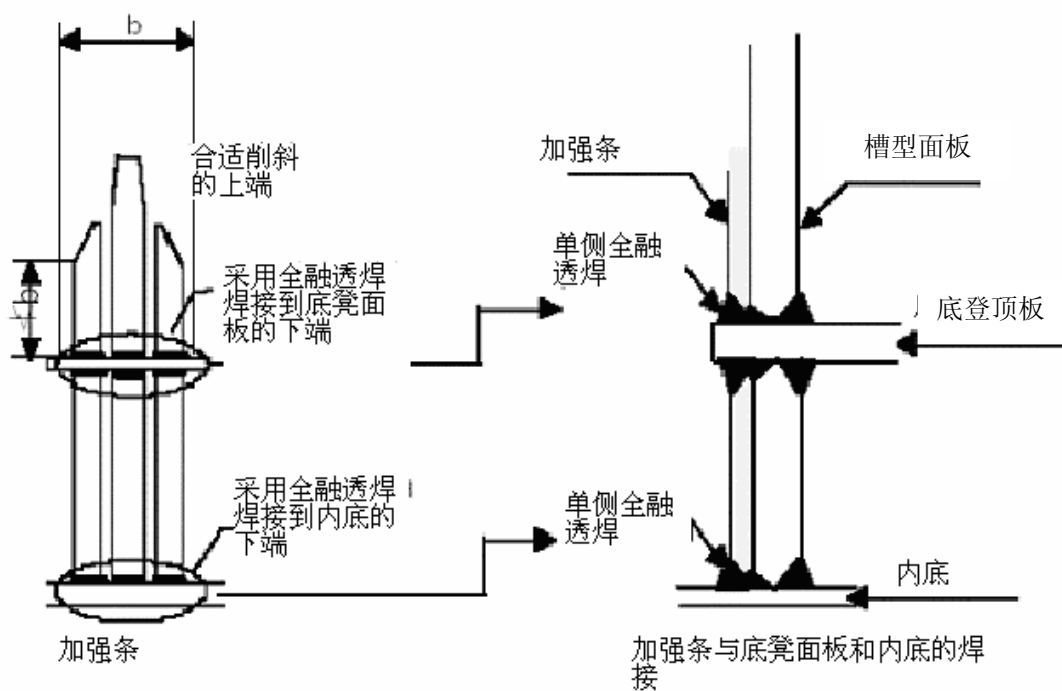 b
合适削斜
的上端
采用全融透焊
焊接到底凳面
板的下端
采用全融透焊
焊接到内底的
下端
加强条
加强条
槽型面板
单侧全融
透焊
底登顶板
单侧全融
透焊
内底
加强条与底凳面板和内底的焊
接